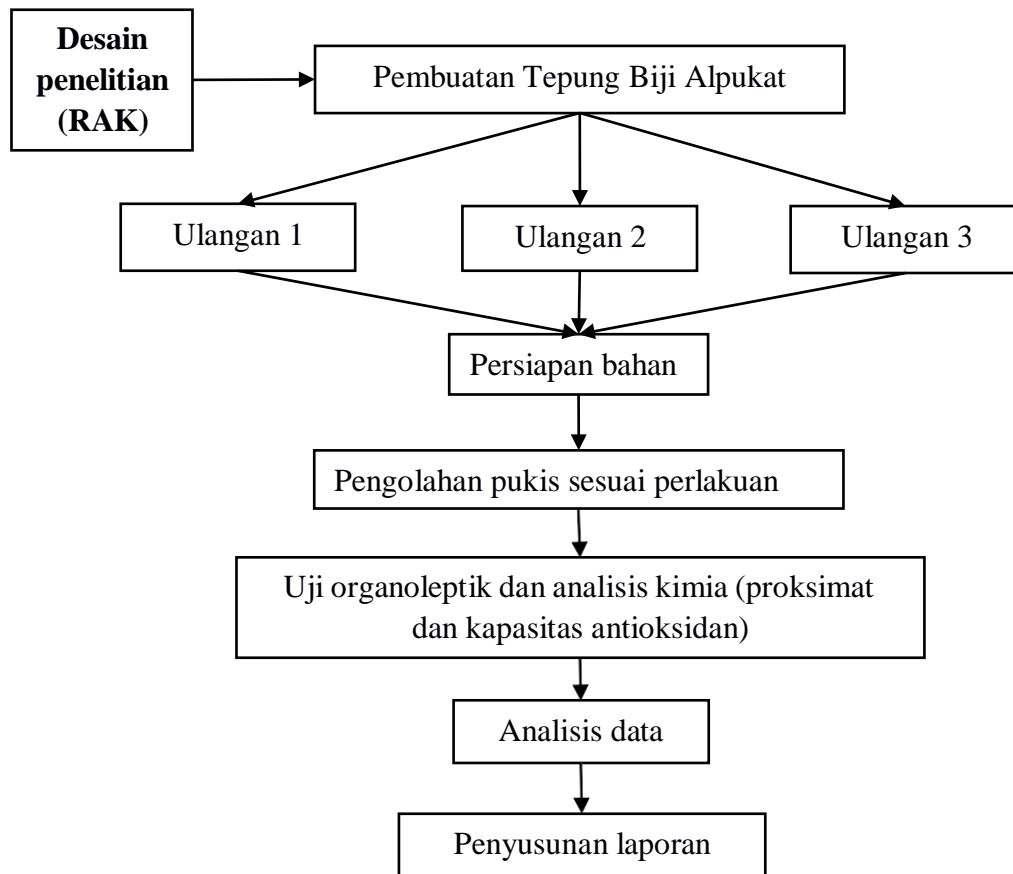 Desain
penelitian
(RAK)
Pembuatan Tepung Biji Alpukat
Ulangan 1
Ulangan 2
Ulangan 3
Persiapan bahan
Pengolahan pukis sesuai perlakuan
Uji organoleptik dan analisis kimia (proksimat
dan kapasitas antioksidan)
Analisis data
Penyusunan laporan